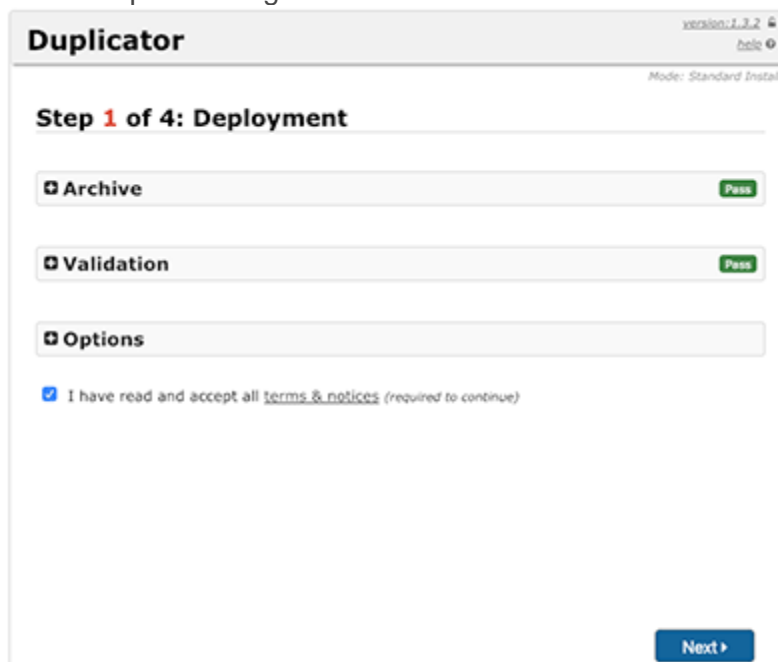 Duplicator
version:1.3.2
help
Mode: Standard Instal
Step 1 of 4: Deployment
Archive
Pass
Validation
Pass
Options
I have read and accept all terms & notices (required to continue)
Next